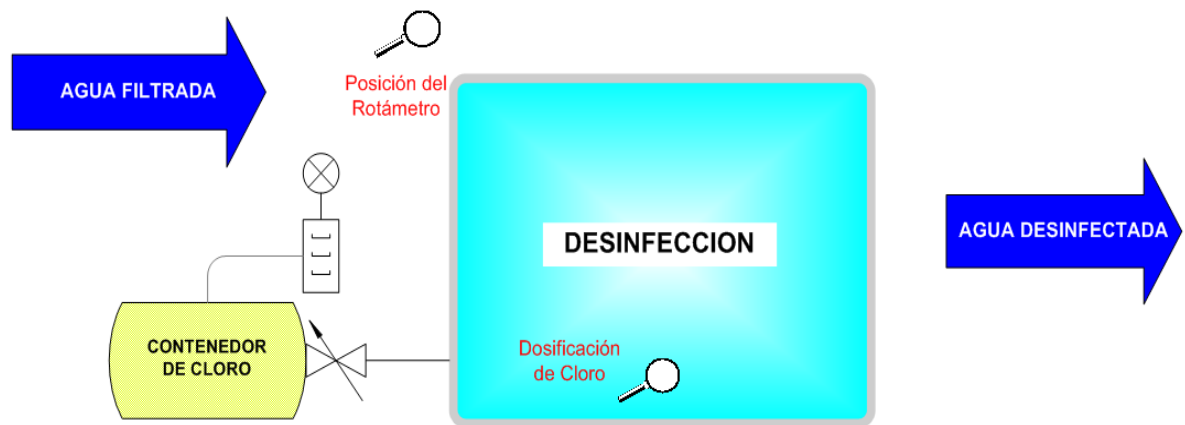 AGUA FILTRADA
Posición del
Rotámetro
DESINFECCION
AGUA DESINFECTADA
CONTENEDOR
DE CLORO
Dosificación
de Cloro